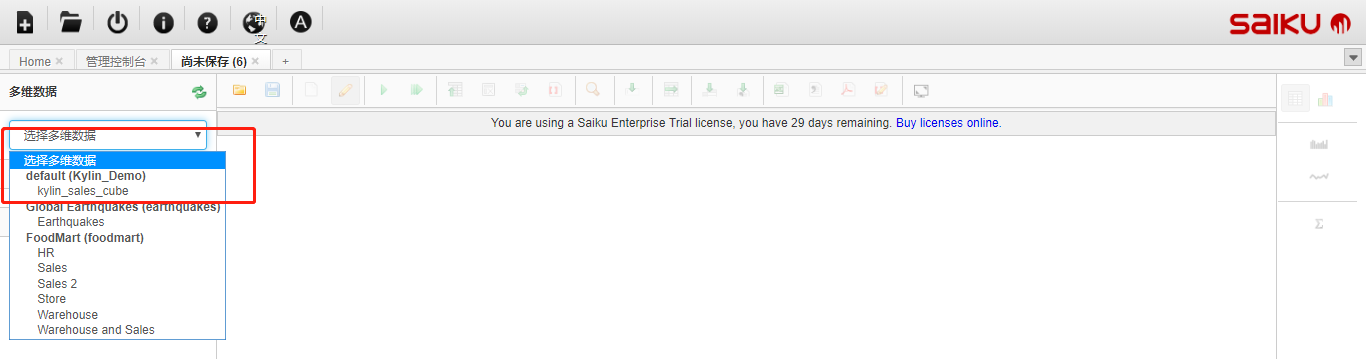 中文
A
SAIKU
Home
管理控制台
尚未保存 (6)
+
多维数据
You are using a Saiku Enterprise Trial license, you have 29 days remaining. Buy licenses online.
选择多维数据
选择多维数据
default (Kylin_Demo)
kylin_sales_cube
Global Earthquakes (earthquakes)
Earthquakes
FoodMart (foodmart)
HR
Sales
Sales 2
Store
Warehouse
Warehouse and Sales
Σ